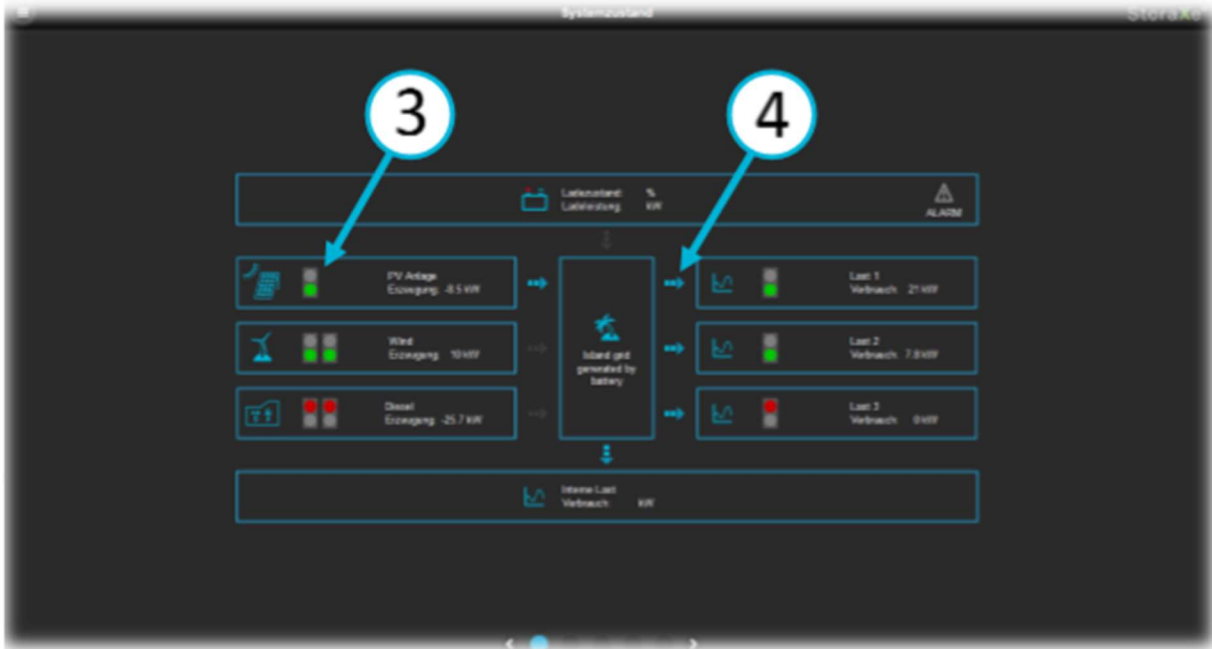 Systemzustand
StoraXe
3
4
Ladezustand: %
Ladeleistung: kW
ALARM
PV Anlage
Erzeugung: -8.5 kW
Last 1
Verbrauch: 21 kW
Wind
Erzeugung: 10 kW
Island grid
generated by
battery
Last 2
Verbrauch: 7.8 kW
Diesel
Erzeugung: -25.7 kW
Last 3
Verbrauch: 0 kW
Interne Last
Verbrauch: kW